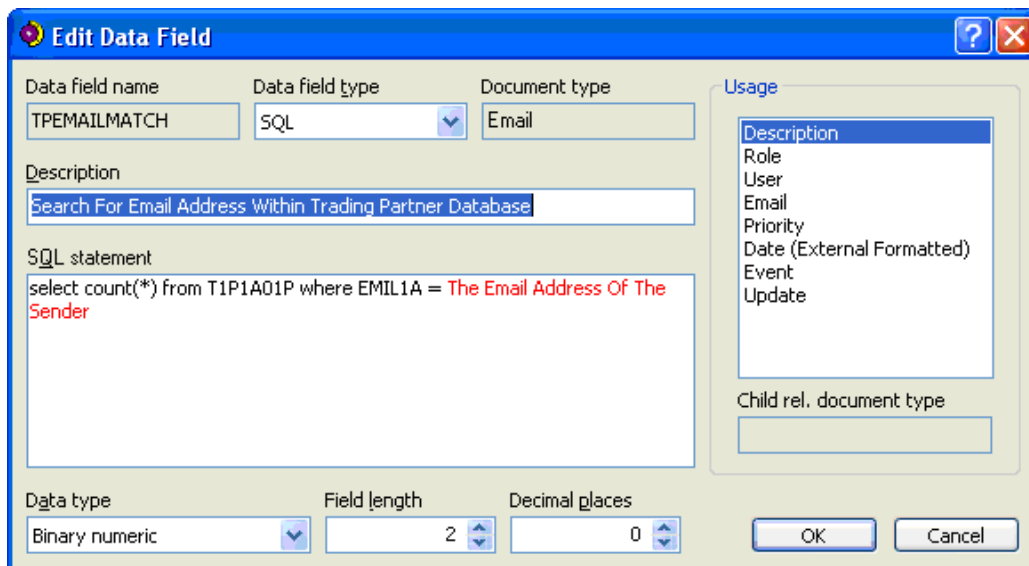 Edit Data Field
Data field name
Data field type
Document type
Usage
TPEMAILMATCH
SQL
Email
Description
Search For Email Address Within Trading Partner Database
SQL statement
select count(*) from T1P1A01P where EMIL1A = The Email Address Of The
Sender
Description
Role
User
Email
Priority
Date (External Formatted)
Event
Update
Child rel. document type
Data type
Field length
Decimal places
Binary numeric
2
0
OK
Cancel